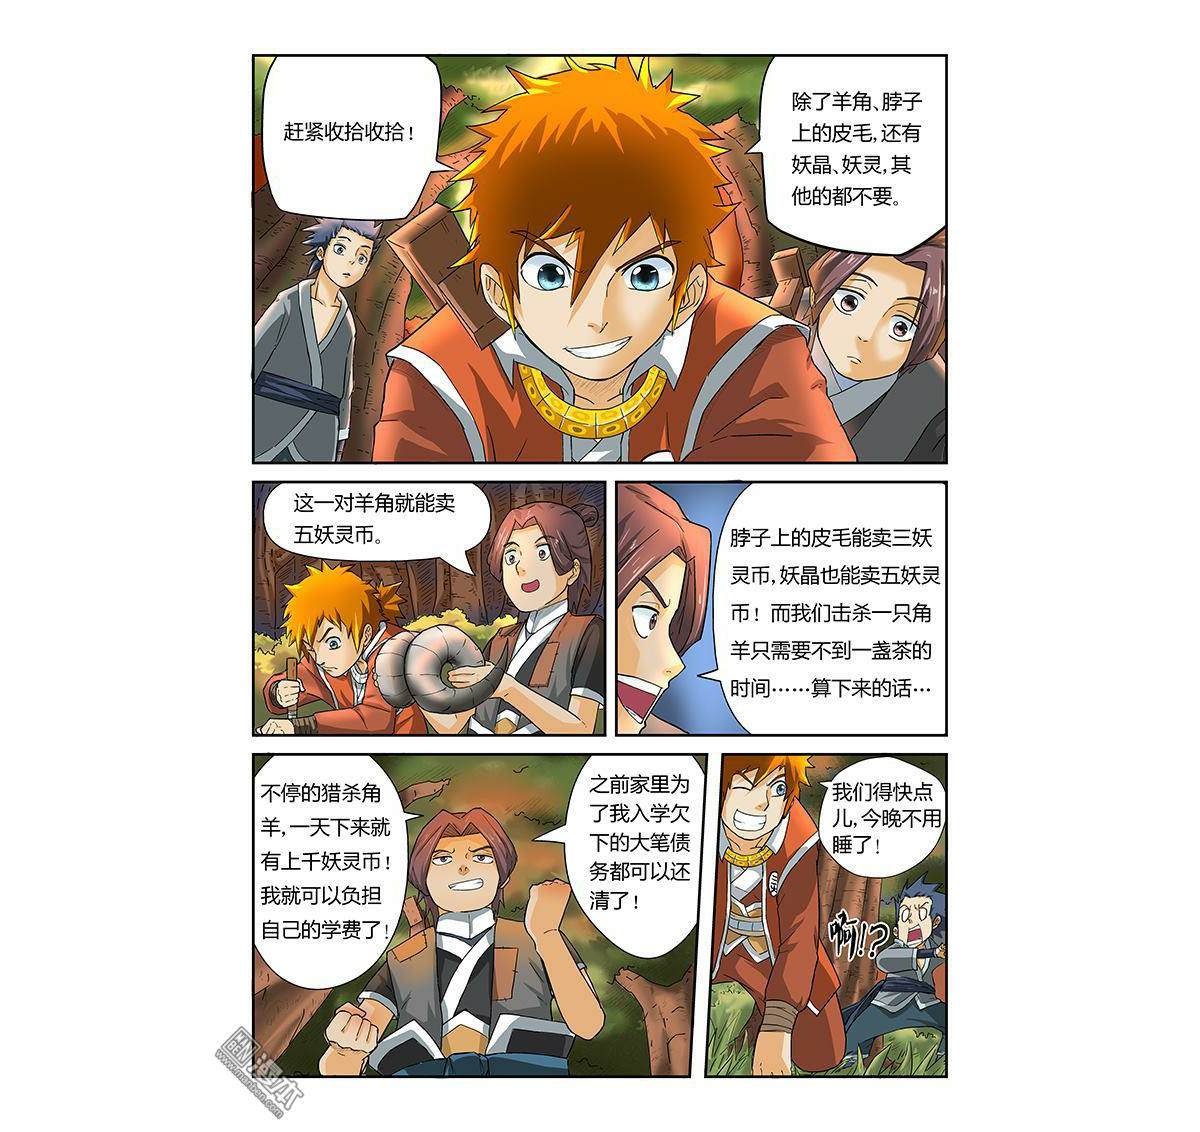 赶紧收拾收拾！
除了羊角、脖子
上的皮毛，还有
妖晶、妖灵，其
他的都不要。
这一对羊角就能卖
五妖灵币。
脖子上的皮毛能卖三妖
灵币，妖晶也能卖五妖灵
币！而我们击杀一只角
羊只需要不到一盏茶的
时间……算下来的话…
不停的猎杀角
羊，一天下来就
有上千妖灵币！
我就可以负担
自己的学费了！
之前家里为
了我入学欠
下的大笔债
务都可以还
清了！
我们得快点
儿，今晚不用
睡了！
啊!?
漫本
www.manben.com